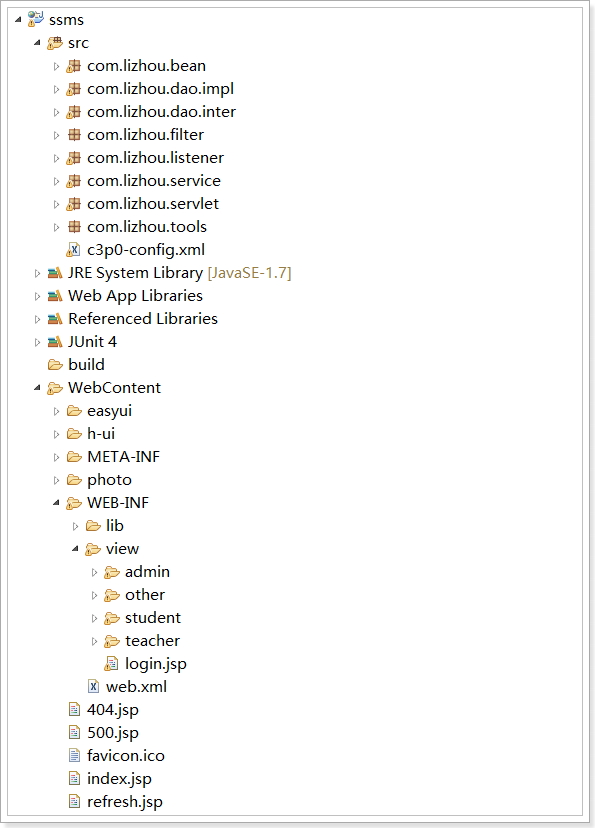 ssms
src
com.lizhou.bean
com.lizhou.dao.impl
com.lizhou.dao.inter
com.lizhou.filter
com.lizhou.listener
com.lizhou.service
com.lizhou.servlet
com.lizhou.tools
c3p0-config.xml
JRE System Library [JavaSE-1.7]
Web App Libraries
Referenced Libraries
JUnit 4
build
WebContent
easyui
h-ui
META-INF
photo
WEB-INF
lib
view
admin
other
student
teacher
login.jsp
web.xml
404.jsp
500.jsp
favicon.ico
index.jsp
refresh.jsp